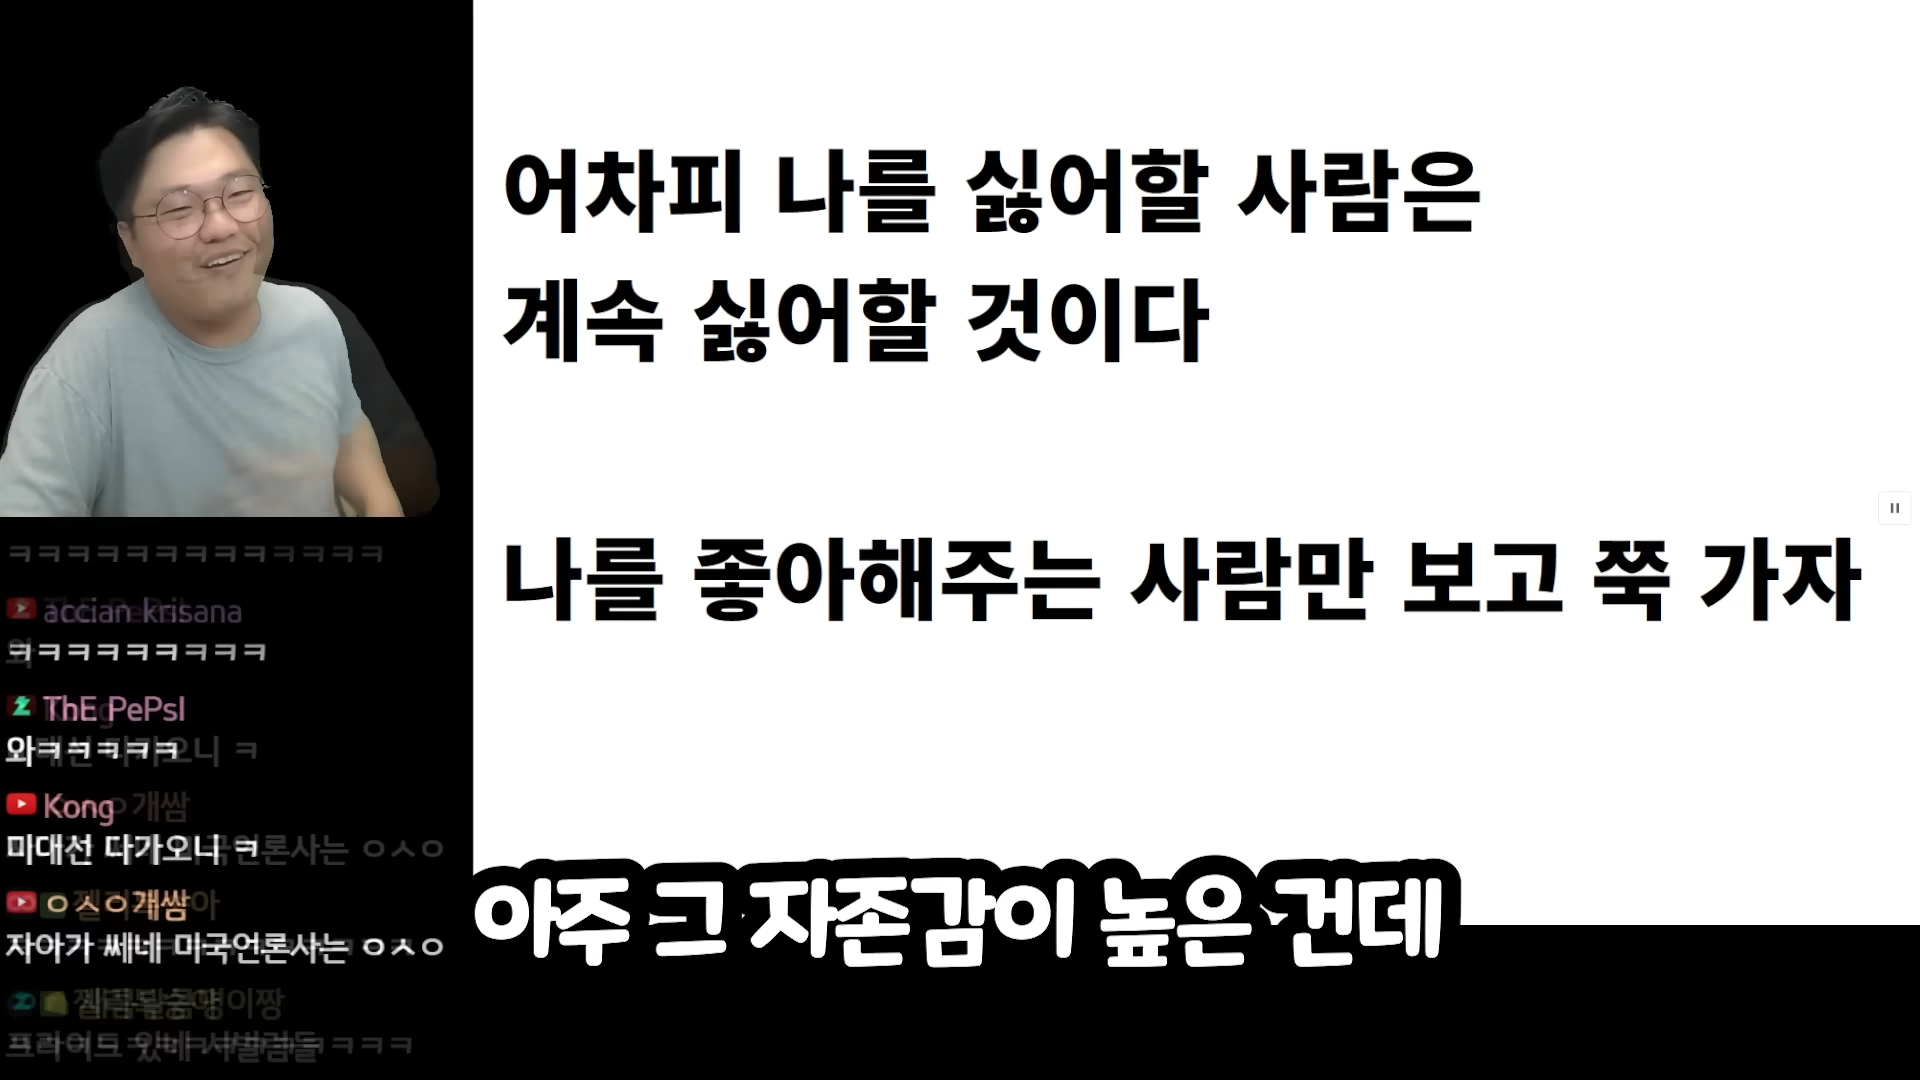 어차피 나를 싫어할 사람은
계속 싫어할 것이다
나를 좋아해주는 사람만 보고 쭉 가자
ㅋㅋㅋㅋㅋㅋㅋㅋㅋㅋㅋㅋㅋ
accian krisana
ㅋㅋㅋㅋㅋㅋㅋㅋㅋ
ThE PePsI
와ㅋㅋㅋㅋㅋ
Kong
미대선 다가오니 ㅋ
ㅇㅅㅇ개쌈
자아가 쎄네 미국언론사는 ㅇㅅㅇ
아주 그 자존감이 높은 건데